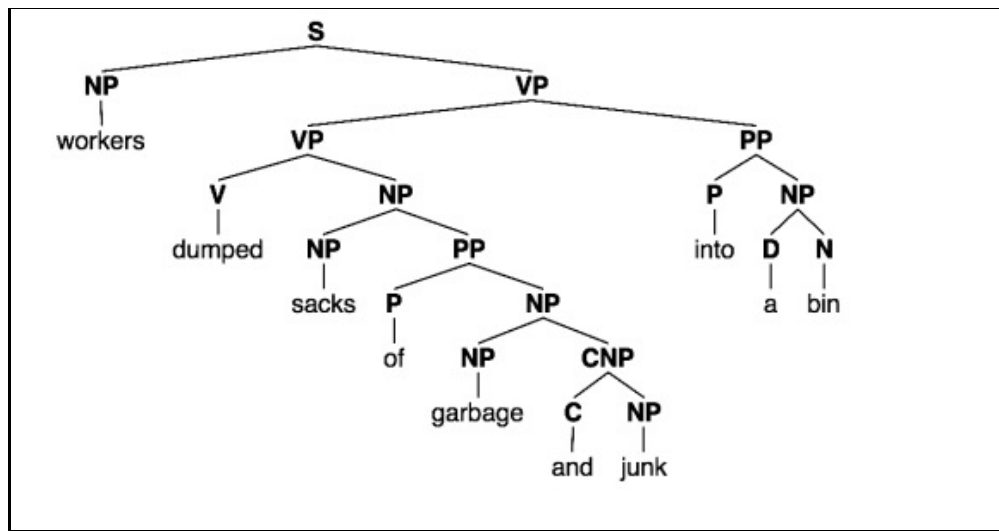 S
NP VP
workers VP PP
V NP P NP
dumped NP PP into D N
sacks P NP a bin
of NP CNP
garbage C NP
and junk